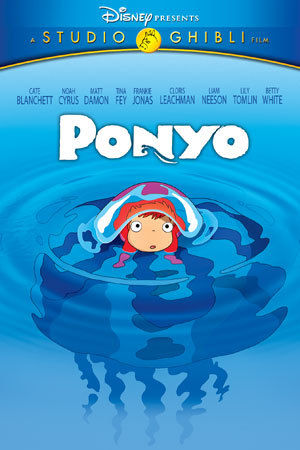 DISNEY PRESENTS
A STUDIO GHIBLI FILM
CATE BLANCHETT NOAH CYRUS MATT DAMON TINA FEY FRANKIE JONAS CLORIS LEACHMAN LIAM NEESON LILY TOMLIN BETTY WHITE
PONYO